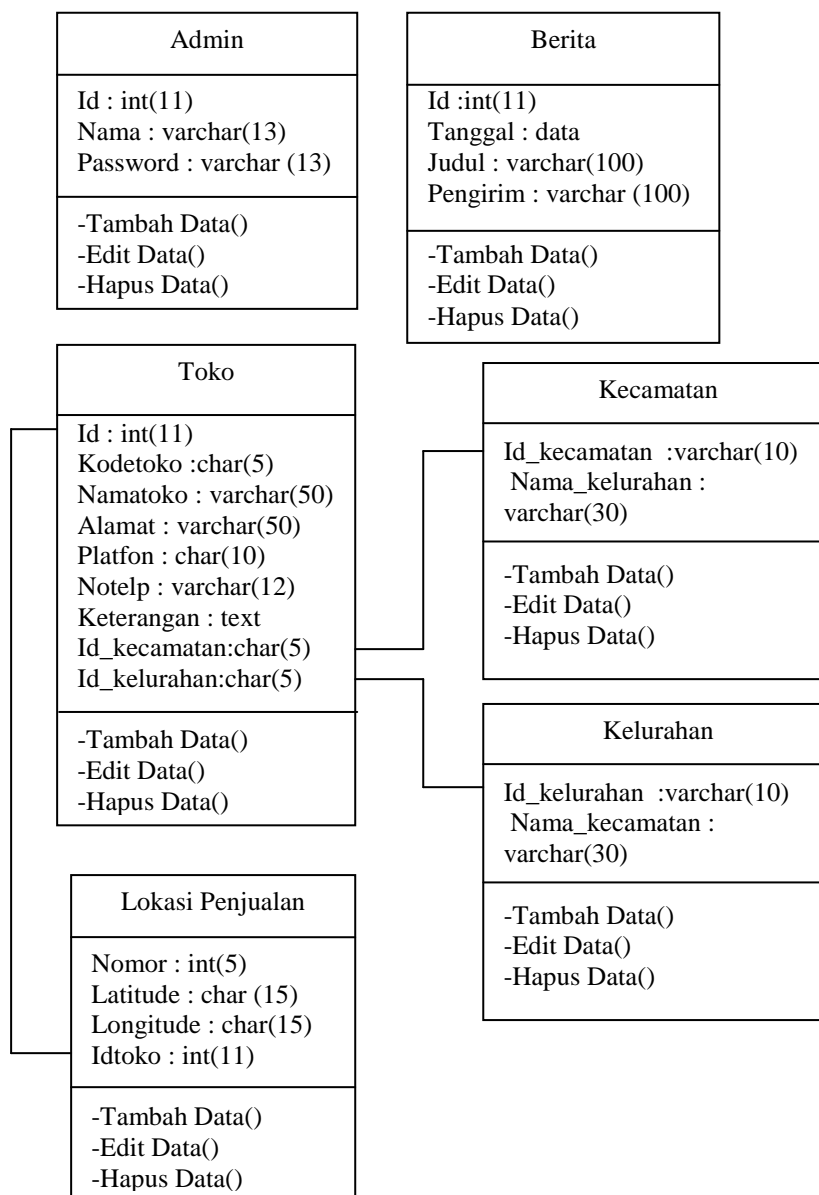 Admin
Id : int(11)
Nama : varchar(13)
Password : varchar (13)
-Tambah Data()
-Edit Data()
-Hapus Data()
Berita
Id :int(11)
Tanggal : data
Judul : varchar(100)
Pengirim : varchar (100)
-Tambah Data()
-Edit Data()
-Hapus Data()
Toko
Id : int(11)
Kodetoko :char(5)
Namatoko : varchar(50)
Alamat : varchar(50)
Platfon : char(10)
Notelp : varchar(12)
Keterangan : text
Id_kecamatan:char(5)
Id_kelurahan:char(5)
-Tambah Data()
-Edit Data()
-Hapus Data()
Kecamatan
Id_kecamatan :varchar(10)
Nama_kelurahan :
varchar(30)
-Tambah Data()
-Edit Data()
-Hapus Data()
Kelurahan
Id_kelurahan :varchar(10)
Nama_kecamatan :
varchar(30)
-Tambah Data()
-Edit Data()
-Hapus Data()
Lokasi Penjualan
Nomor : int(5)
Latitude : char (15)
Longitude : char(15)
Idtoko : int(11)
-Tambah Data()
-Edit Data()
-Hapus Data()